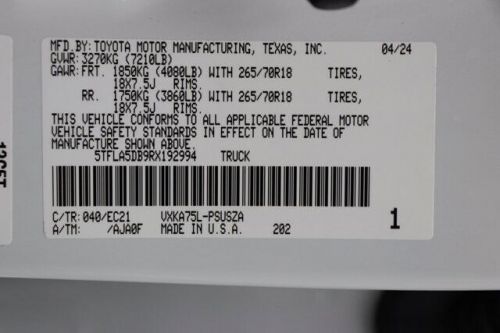 MFD.BY: TOYOTA MOTOR MANUFACTURING, TEXAS, INC. 04/24
GVWR: 3270KG (7210LB)
GAWR: FRT. 1850KG (4080LB) WITH 265/70R18 TIRES,
18X7.5J RIMS.
RR. 1750KG (3860LB) WITH 265/70R18 TIRES,
18X7.5J RIMS.
THIS VEHICLE CONFORMS TO ALL APPLICABLE FEDERAL MOTOR
VEHICLE SAFETY STANDARDS IN EFFECT ON THE DATE OF
MANUFACTURE SHOWN ABOVE.
5TFLA5DB9RX192994 TRUCK
C/TR: 040/EC21 VXKA75L-PSUSZA
A/TM: /AJA0F MADE IN U.S.A. 202 1